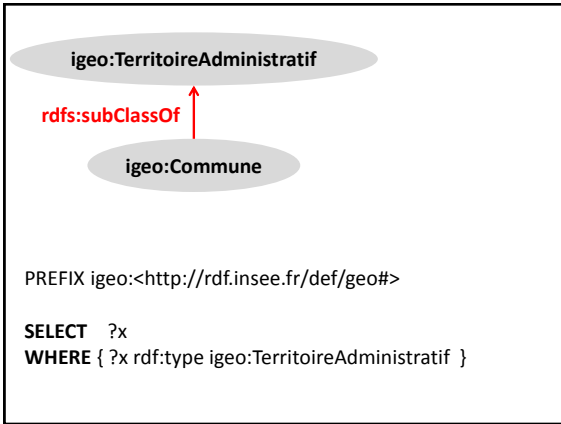 igeo:TerritoireAdministratif
rdfs:subClassOf
igeo:Commune
PREFIX igeo:<http://rdf.insee.fr/def/geo#>
SELECT ?x
WHERE { ?x rdf:type igeo:TerritoireAdministratif }